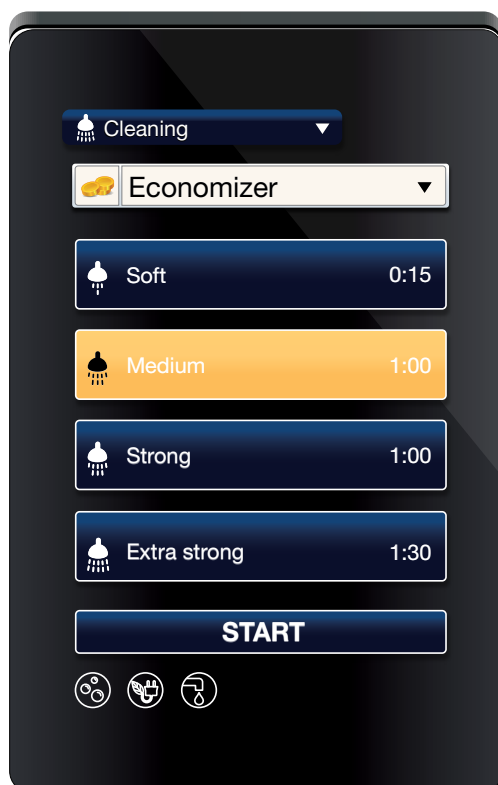 Cleaning
Economizer
Soft 0:15
Medium 1:00
Strong 1:00
Extra strong 1:30
START